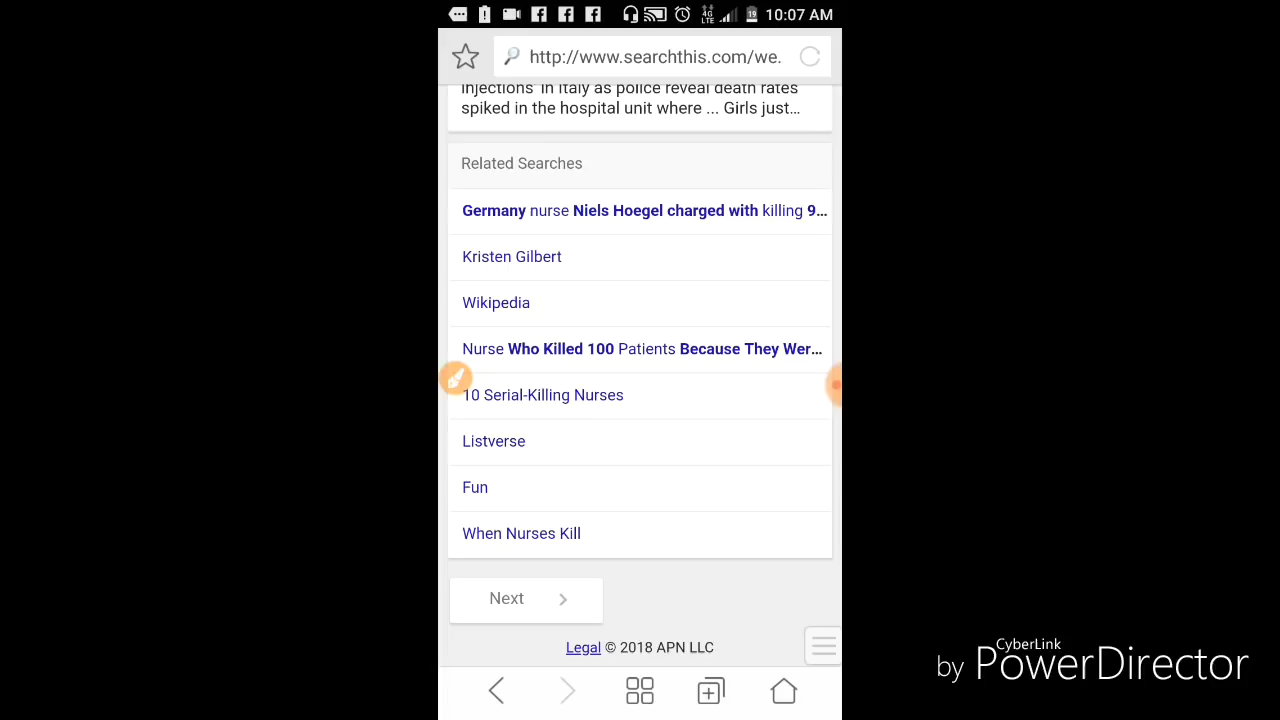 4G
LTE
19
10:07 AM
http://www.searchthis.com/we.
injections' in Italy as police reveal death rates
spiked in the hospital unit where ... Girls just...
Related Searches
Germany nurse Niels Hoegel charged with killing 9...
Kristen Gilbert
Wikipedia
Nurse Who Killed 100 Patients Because They Wer...
10 Serial-Killing Nurses
Listverse
Fun
When Nurses Kill
Next
Legal © 2018 APN LLC
CyberLink
by PowerDirector